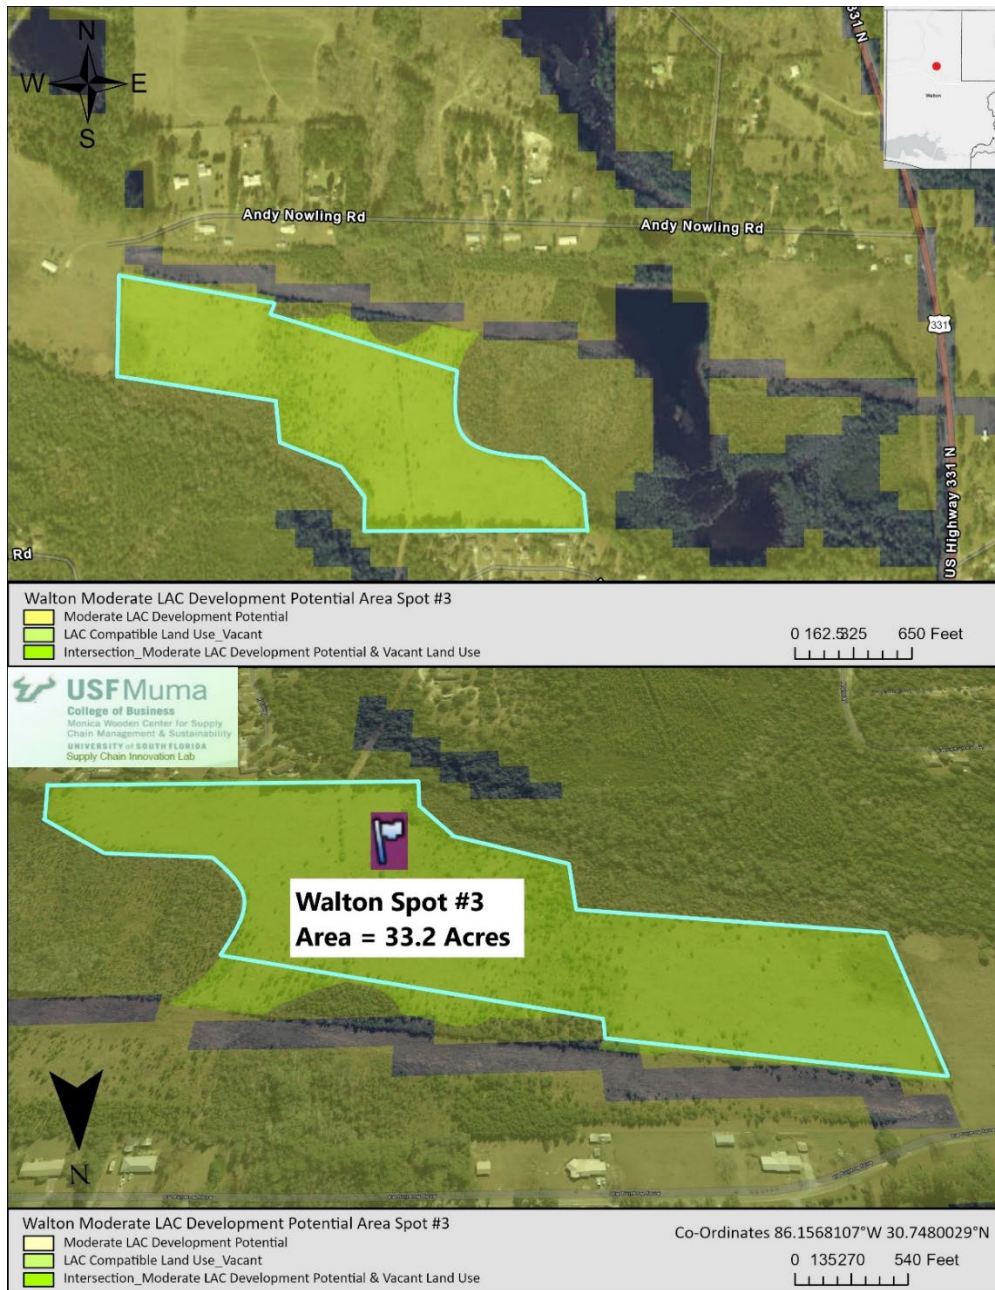 N
W E
S
331 N
Walton
Andy Nowling Rd
Andy Nowling Rd
331
US Highway 331 N
Rd
Walton Moderate LAC Development Potential Area Spot #3
Moderate LAC Development Potential
LAC Compatible Land Use_Vacant
Intersection_Moderate LAC Development Potential & Vacant Land Use
0 162.5325 650 Feet
USF Muma
College of Business
Monica Wooden Center for Supply
Chain Management & Sustainability
UNIVERSITY of SOUTH FLORIDA
Supply Chain Innovation Lab
Walton Spot #3
Area = 33.2 Acres
N
Walton Moderate LAC Development Potential Area Spot #3
Moderate LAC Development Potential
LAC Compatible Land Use_Vacant
Intersection_Moderate LAC Development Potential & Vacant Land Use
Co-Ordinates 86.1568107°W 30.7480029°N
0 135270 540 Feet